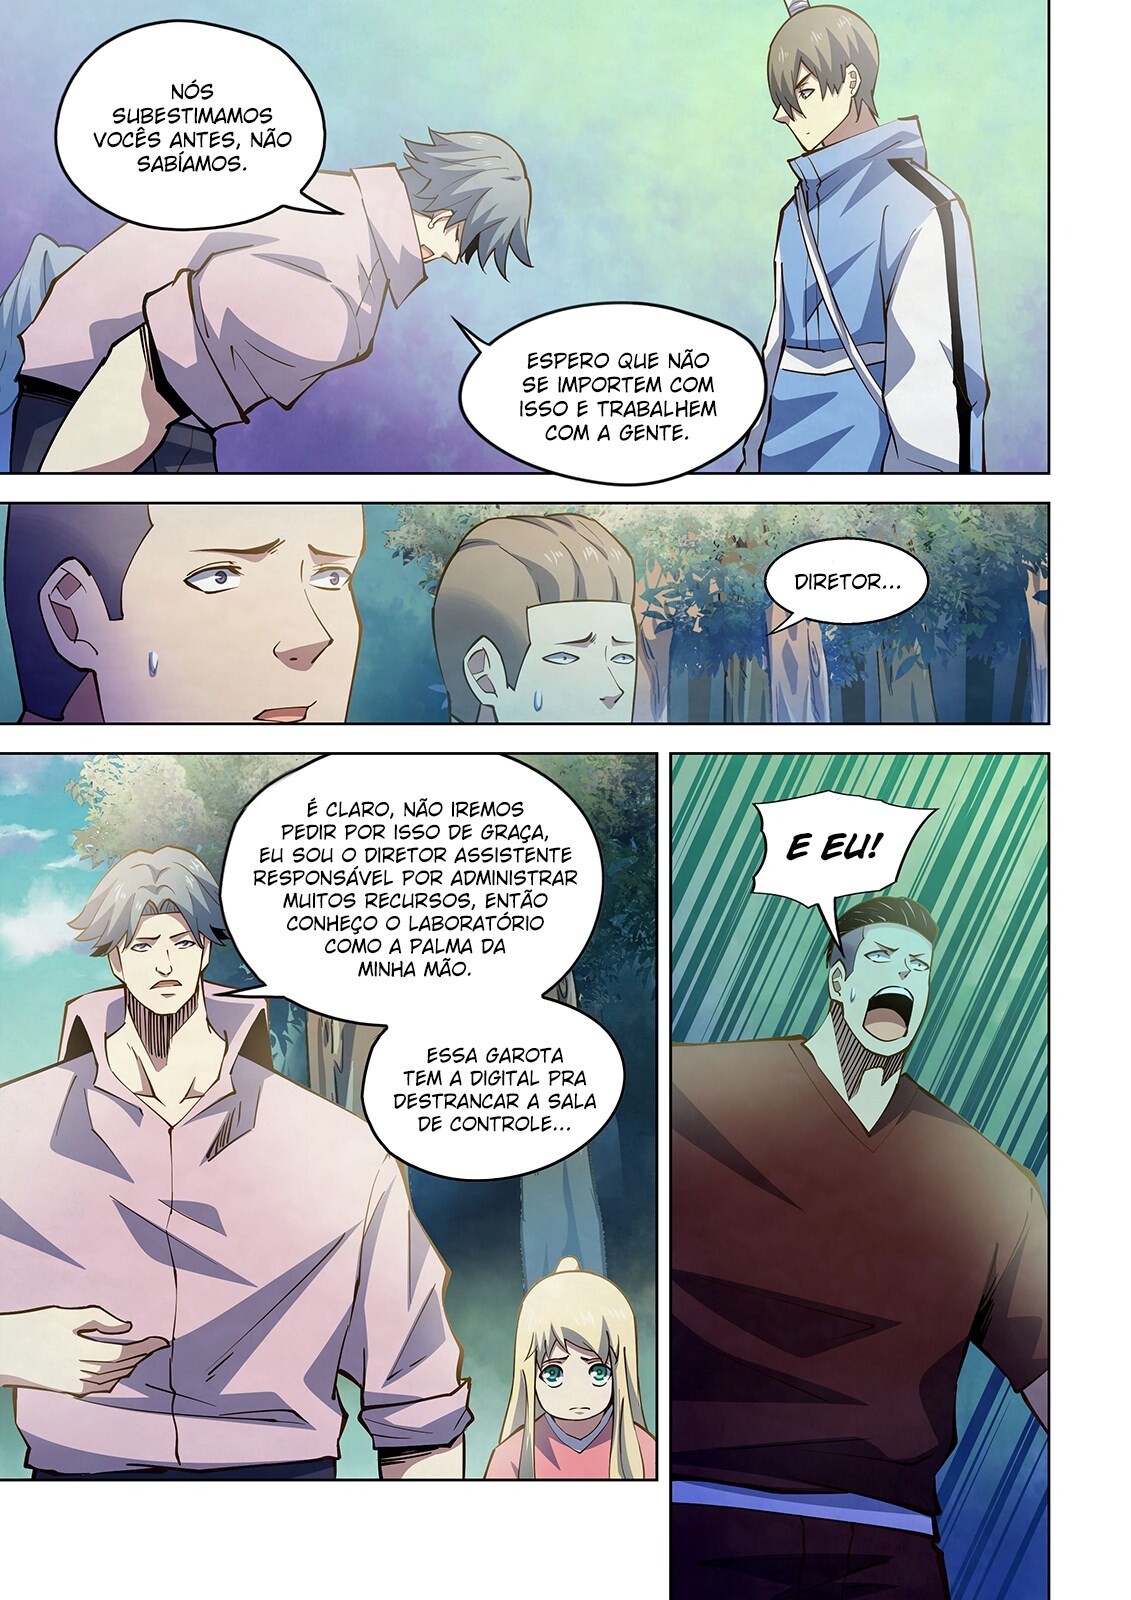 NÓS
SUBESTIMAMOS
VOCÊS ANTES, NÃO
SABÍAMOS.
ESPERO QUE NÃO
SE IMPORTEM COM
ISSO E TRABALHEM
COM A GENTE.
DIRETOR...
É CLARO, NÃO IREMOS
PEDIR POR ISSO DE GRAÇA,
EU SOU O DIRETOR ASSISTENTE
RESPONSÁVEL POR ADMINISTRAR
MUITOS RECURSOS, ENTÃO
CONHEÇO O LABORATÓRIO
COMO A PALMA DA
MINHA MÃO.
ESSA GAROTA
TEM A DIGITAL PRA
DESTRANCAR A SALA
DE CONTROLE...
E EU!